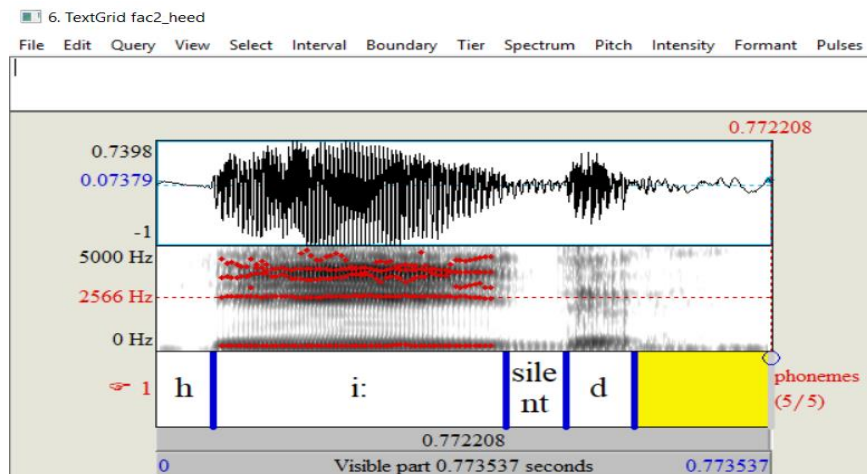 6. TextGrid fac2_heed
File Edit Query View Select Interval Boundary Tier Spectrum Pitch Intensity Formant Pulses
0.772208
0.7398
0.07379
-1
5000 Hz
2566 Hz
0 Hz
☞ 1
h
i:
sile
nt
d
phonemes
(5/5)
0.772208
0 Visible part 0.773537 seconds 0.773537